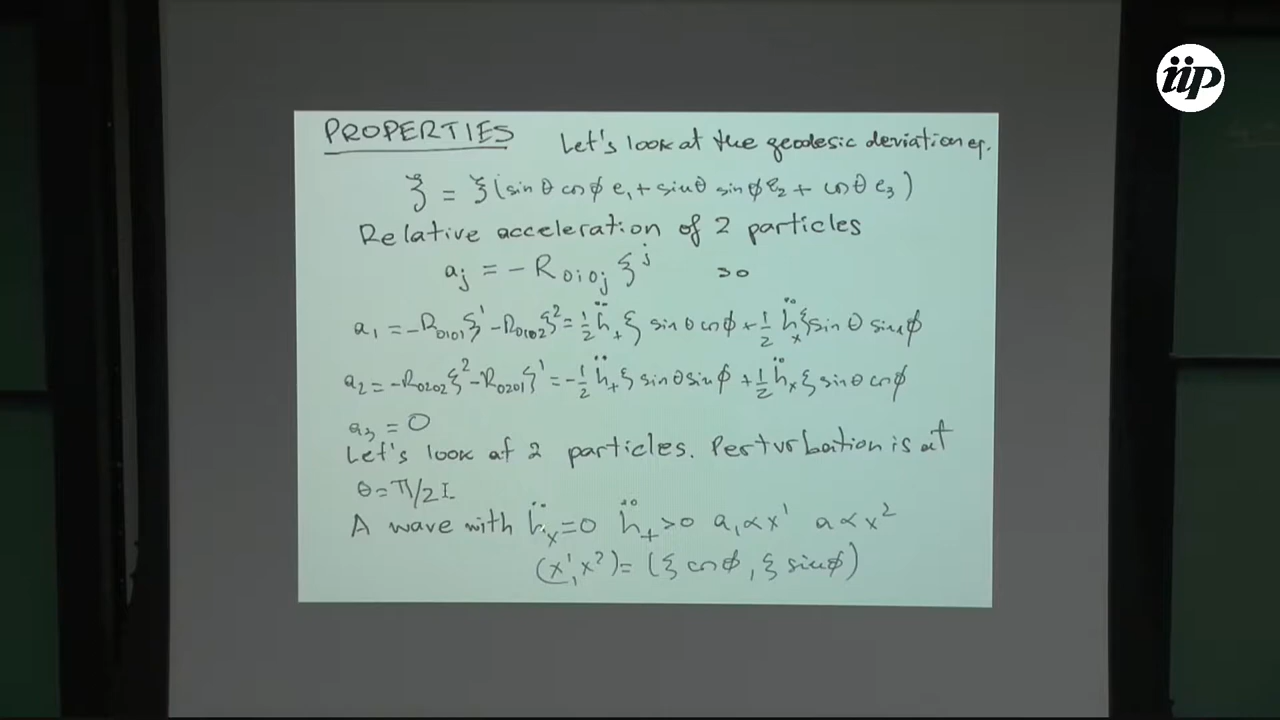 iip
PROPERTIES Let's look at the geodesic deviation eq.
ξ = ξ(sin θ cos ϕ e₁ + sin θ sin ϕ e₂ + cos θ e₃)
Relative acceleration of 2 particles
aⱼ = - R₀ᵢ₀ⱼ ξʲ so
a₁ = -R₀₁₀₁ξ¹ - R₀₁₀₂ξ² = ½ ḧ₊ξ sin θ cos ϕ + ½ ḧₓξ sin θ sin ϕ
a₂ = -R₀₂₀₂ξ² - R₀₂₀₁ξ¹ = -½ ḧ₊ξ sin θ sin ϕ + ½ ḧₓξ sin θ cos ϕ
a₃ = 0
Let's look at 2 particles. Perturbation is at
θ = π/2
A wave with ḧₓ = 0 ḧ₊ > 0 a₁ ∝ x¹ a ∝ x²
(x¹, x²) = (ξ cos ϕ, ξ sin ϕ)